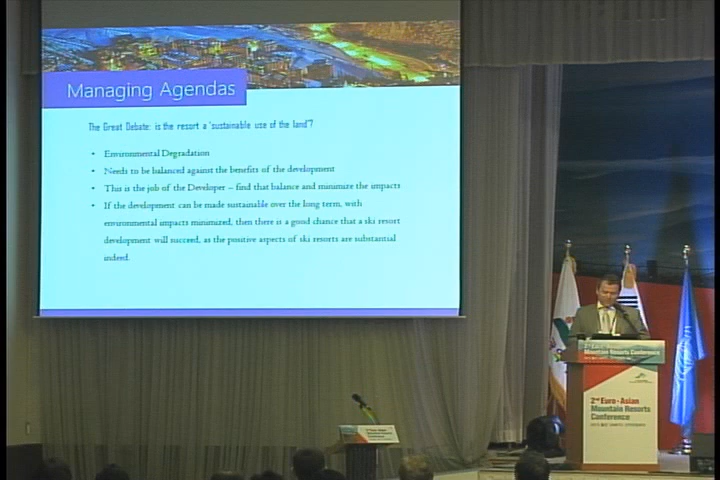 Managing Agendas
The Great Debate: is the resort a 'sustainable use of the land'?
• Environmental Degradation
• Needs to be balanced against the benefits of the development
• This is the job of the Developer – find that balance and minimize the impacts
• If the development can be made sustainable over the long term, with
environmental impacts minimized, then there is a good chance that a ski resort
development will succeed, as the positive aspects of ski resorts are substantial
indeed.
Mountain Resorts Conference
2nd Euro-Asian
Mountain Resorts
Conference